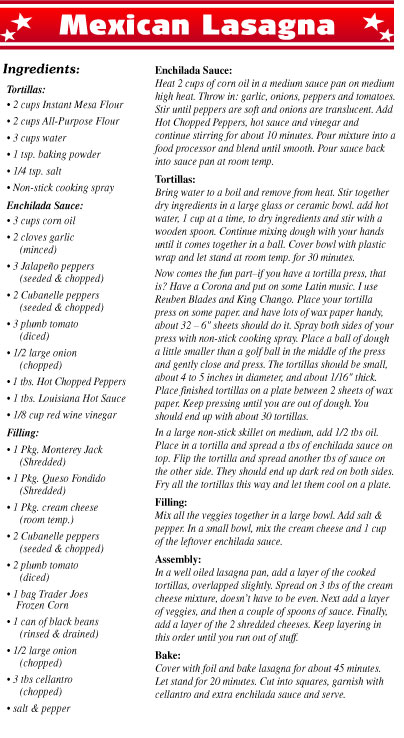 Mexican Lasagna
Ingredients:
Tortillas:
• 2 cups Instant Mesa Flour
• 2 cups All-Purpose Flour
• 3 cups water
• 1 tsp. baking powder
• 1/4 tsp. salt
• Non-stick cooking spray
Enchilada Sauce:
• 3 cups corn oil
• 2 cloves garlic
(minced)
• 3 Jalapeño peppers
(seeded & chopped)
• 2 Cubanelle peppers
(seeded & chopped)
• 3 plumb tomato
(diced)
• 1/2 large onion
(chopped)
• 1 tbs. Hot Chopped Peppers
• 1 tbs. Louisiana Hot Sauce
• 1/8 cup red wine vinegar
Filling:
• 1 Pkg. Monterey Jack
(Shredded)
• 1 Pkg. Queso Fondido
(Shredded)
• 1 Pkg. cream cheese
(room temp.)
• 2 Cubanelle peppers
(seeded & chopped)
• 2 plumb tomato
(diced)
• 1 bag Trader Joes
Frozen Corn
• 1 can of black beans
(rinsed & drained)
• 1/2 large onion
(chopped)
• 3 tbs cellantro
(chopped)
• salt & pepper
Enchilada Sauce:
Heat 2 cups of corn oil in a medium sauce pan on medium
high heat. Throw in: garlic, onions, peppers and tomatoes.
Stir until peppers are soft and onions are translucent. Add
Hot Chopped Peppers, hot sauce and vinegar and
continue stirring for about 10 minutes. Pour mixture into a
food processor and blend until smooth. Pour sauce back
into sauce pan at room temp.
Tortillas:
Bring water to a boil and remove from heat. Stir together
dry ingredients in a large glass or ceramic bowl. add hot
water, 1 cup at a time, to dry ingredients and stir with a
wooden spoon. Continue mixing dough with your hands
until it comes together in a ball. Cover bowl with plastic
wrap and let stand at room temp. for 30 minutes.
Now comes the fun part–if you have a tortilla press, that
is? Have a Corona and put on some Latin music. I use
Reuben Blades and King Chango. Place your tortilla
press on some paper. and have lots of wax paper handy,
about 32 – 6" sheets should do it. Spray both sides of your
press with non-stick cooking spray. Place a ball of dough
a little smaller than a golf ball in the middle of the press
and gently close and press. The tortillas should be small,
about 4 to 5 inches in diameter, and about 1/16" thick.
Place finished tortillas on a plate between 2 sheets of wax
paper. Keep pressing until you are out of dough. You
should end up with about 30 tortillas.
In a large non-stick skillet on medium, add 1/2 tbs oil.
Place in a tortilla and spread a tbs of enchilada sauce on
top. Flip the tortilla and spread another tbs of sauce on
the other side. They should end up dark red on both sides.
Fry all the tortillas this way and let them cool on a plate.
Filling:
Mix all the veggies together in a large bowl. Add salt &
pepper. In a small bowl, mix the cream cheese and 1 cup
of the leftover enchilada sauce.
Assembly:
In a well oiled lasagna pan, add a layer of the cooked
tortillas, overlapped slightly. Spread on 3 tbs of the cream
cheese mixture, doesn't have to be even. Next add a layer
of veggies, and then a couple of spoons of sauce. Finally,
add a layer of the 2 shredded cheeses. Keep layering in
this order until you run out of stuff.
Bake:
Cover with foil and bake lasagna for about 45 minutes.
Let stand for 20 minutes. Cut into squares, garnish with
cellantro and extra enchilada sauce and serve.